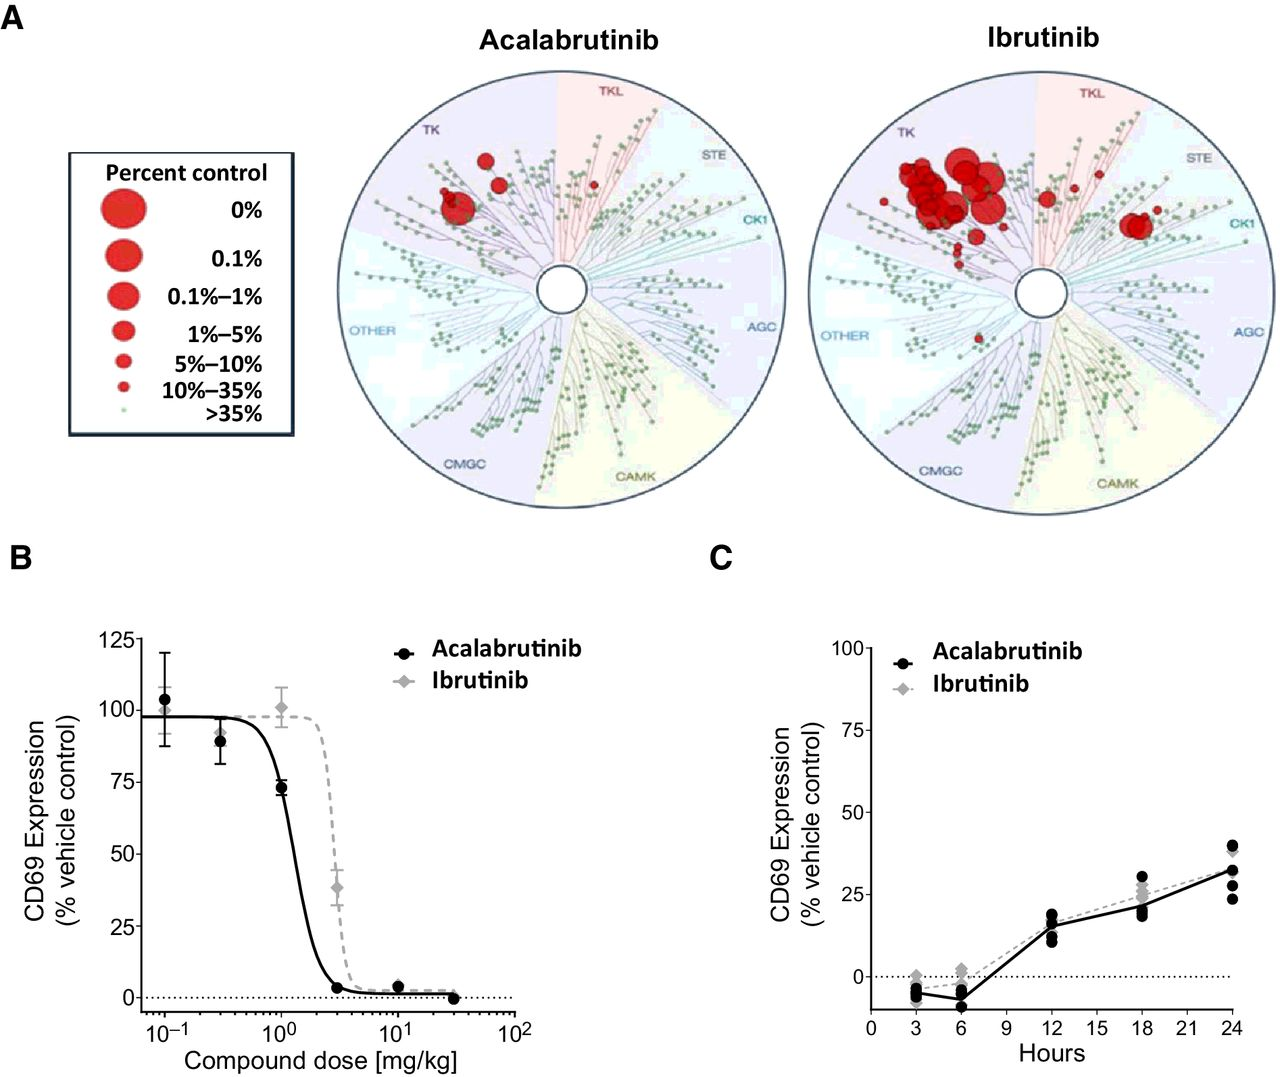 A
Acalabrutinib
Ibrutinib
Percent control
0%
0.1%
0.1%–1%
1%–5%
5%–10%
10%–35%
>35%
TK
TKL
STE
CK1
AGC
CAMK
CMGC
OTHER
TK
TKL
STE
CK1
AGC
CAMK
CMGC
OTHER
B
CD69 Expression
(% vehicle control)
125
100
75
50
25
0
Acalabrutinib
Ibrutinib
10⁻¹
10⁰
10¹
10²
Compound dose [mg/kg]
C
CD69 Expression
(% vehicle control)
100
75
50
25
0
Acalabrutinib
Ibrutinib
0 3 6 9 12 15 18 21 24
Hours